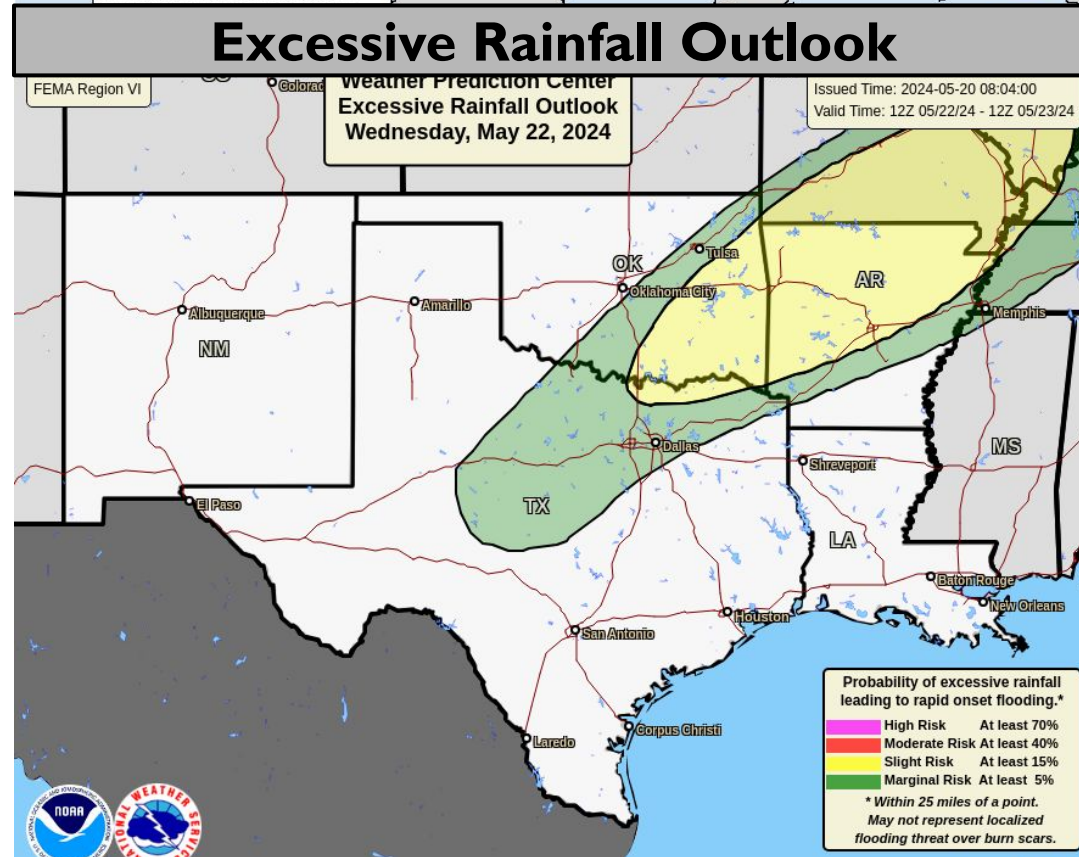 Excessive Rainfall Outlook
FEMA Region VI
Weather Prediction Center
Excessive Rainfall Outlook
Wednesday, May 22, 2024
Issued Time: 2024-05-20 08:04:00
Valid Time: 12Z 05/22/24 - 12Z 05/23/24
Colorad
Tulsa
OK
Oklahoma City
AR
Amarillo
Albuquerque
Memphis
NM
Dallas
MS
Shreveport
El Paso
TX
LA
Baton Rouge
New Orleans
Houston
San Antonio
Corpus Christi
Laredo
Probability of excessive rainfall
leading to rapid onset flooding.*
High Risk At least 70%
Moderate Risk At least 40%
Slight Risk At least 15%
Marginal Risk At least 5%
* Within 25 miles of a point.
May not represent localized
flooding threat over burn scars.
NOAA